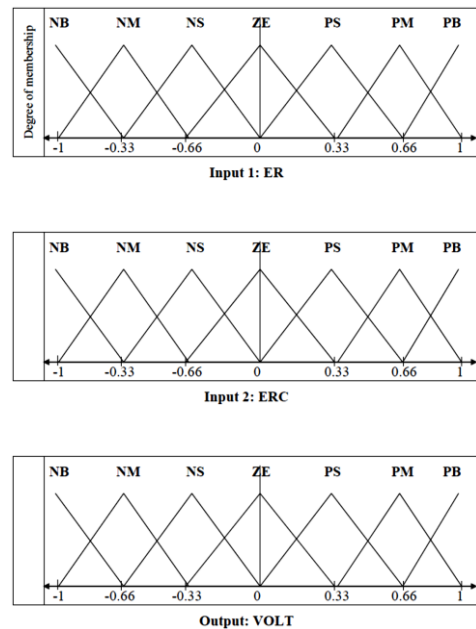 Degree of membership
NB NM NS ZE PS PM PB
-1 -0.33 -0.66 0 0.33 0.66 1
Input 1: ER
NB NM NS ZE PS PM PB
-1 -0.33 -0.66 0 0.33 0.66 1
Input 2: ERC
NB NM NS ZE PS PM PB
-1 -0.66 -0.33 0 0.33 0.66 1
Output: VOLT